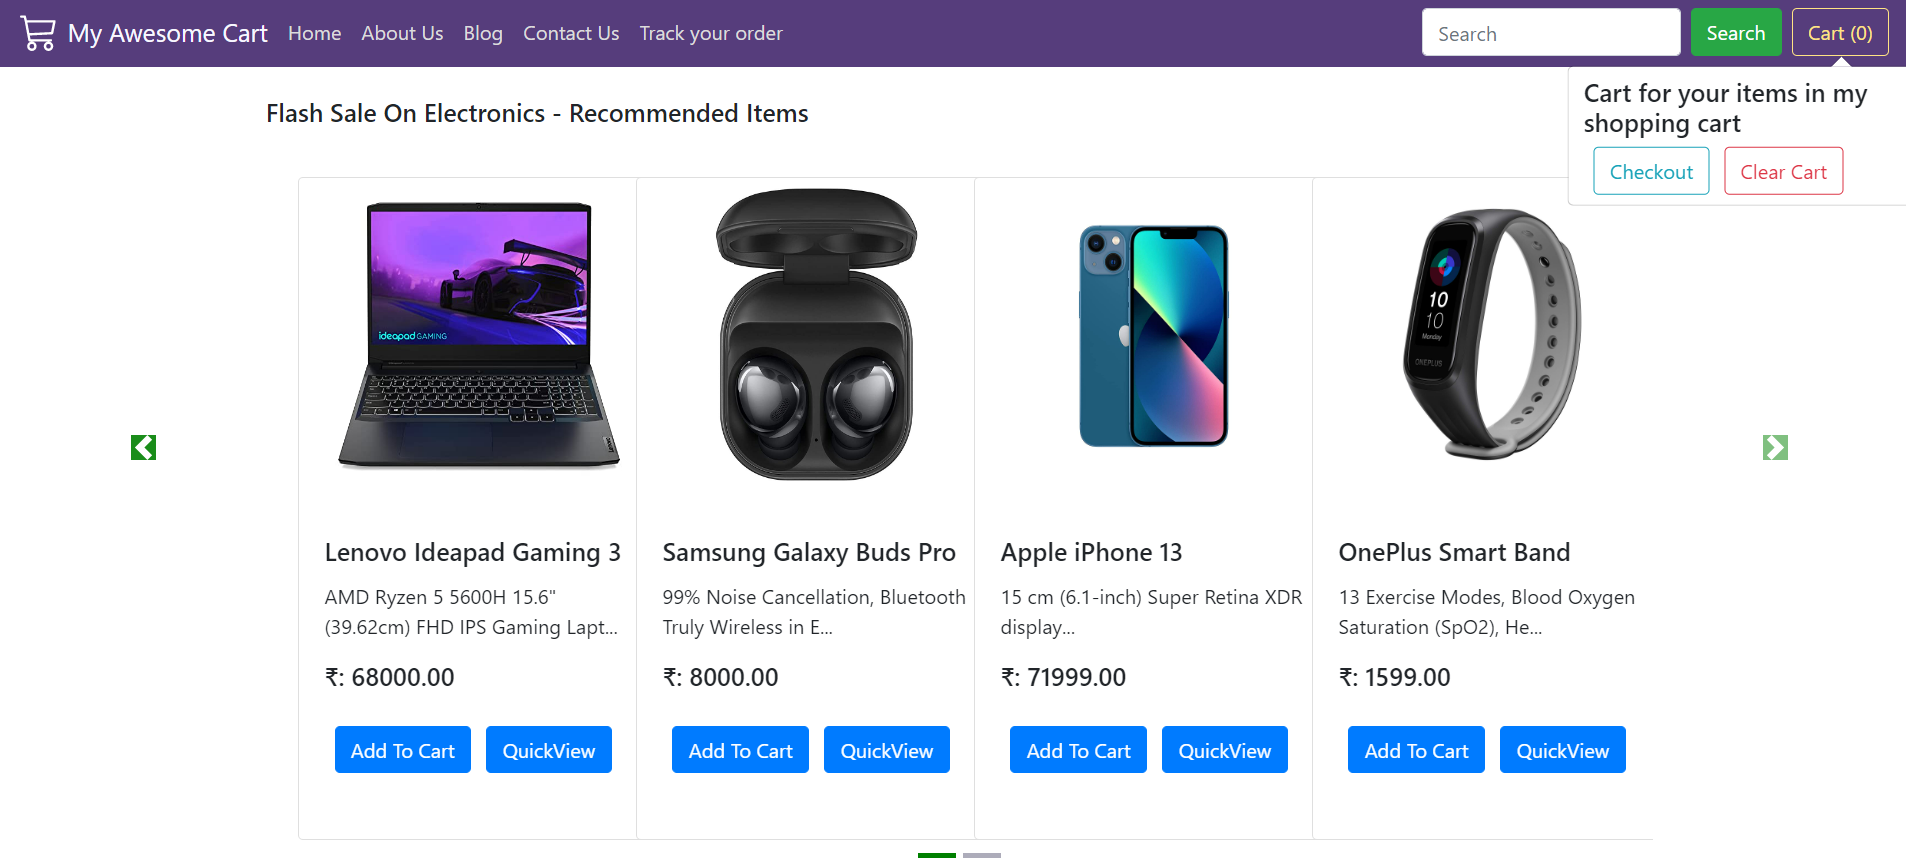 My Awesome Cart Home About Us Blog Contact Us Track your order Search Search Cart (0)
Cart for your items in my
shopping cart
Checkout Clear Cart
Flash Sale On Electronics - Recommended Items
ideapad GAMING
Lenovo
10
10
Monday
ONEPLUS
Lenovo Ideapad Gaming 3
AMD Ryzen 5 5600H 15.6"
(39.62cm) FHD IPS Gaming Lapt...
₹: 68000.00
Add To Cart QuickView
Samsung Galaxy Buds Pro
99% Noise Cancellation, Bluetooth
Truly Wireless in E...
₹: 8000.00
Add To Cart QuickView
Apple iPhone 13
15 cm (6.1-inch) Super Retina XDR
display...
₹: 71999.00
Add To Cart QuickView
OnePlus Smart Band
13 Exercise Modes, Blood Oxygen
Saturation (SpO2), He...
₹: 1599.00
Add To Cart QuickView